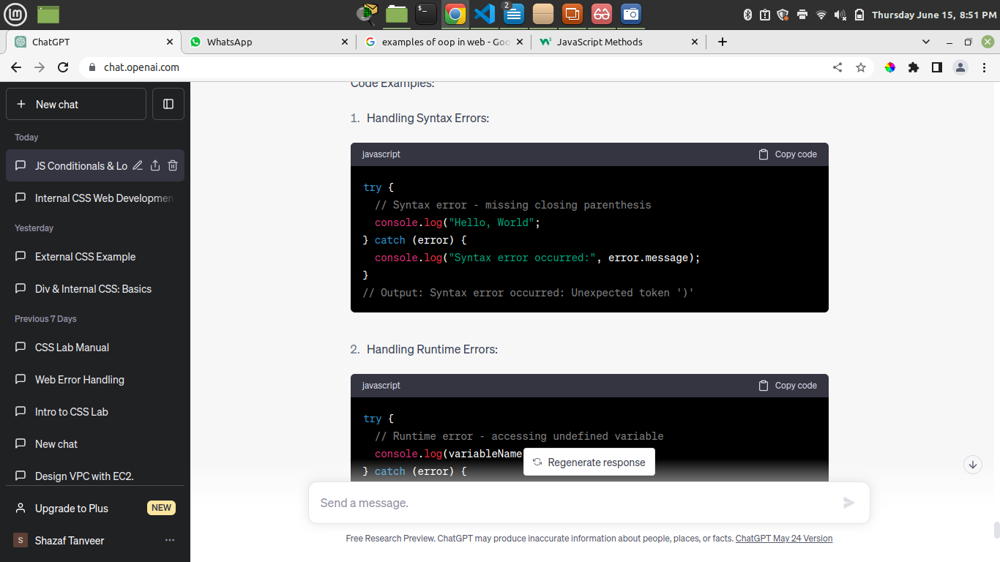 2
Thursday June 15, 8:51 PM
ChatGPT
WhatsApp
examples of oop in web - Goo
JavaScript Methods
chat.openai.com
New chat
Today
JS Conditionals & Lo
Internal CSS Web Developmen
Yesterday
External CSS Example
Div & Internal CSS: Basics
Previous 7 Days
CSS Lab Manual
Web Error Handling
Intro to CSS Lab
New chat
Design VPC with EC2.
Upgrade to Plus NEW
S Shazaf Tanveer
Code Examples:
1. Handling Syntax Errors:
javascript Copy code
try {
// Syntax error - missing closing parenthesis
console.log("Hello, World";
} catch (error) {
console.log("Syntax error occurred:", error.message);
}
// Output: Syntax error occurred: Unexpected token ')'
2. Handling Runtime Errors:
javascript Copy code
try {
// Runtime error - accessing undefined variable
console.log(variableName
} catch (error) {
Regenerate response
Send a message.
Free Research Preview. ChatGPT may produce inaccurate information about people, places, or facts. ChatGPT May 24 Version